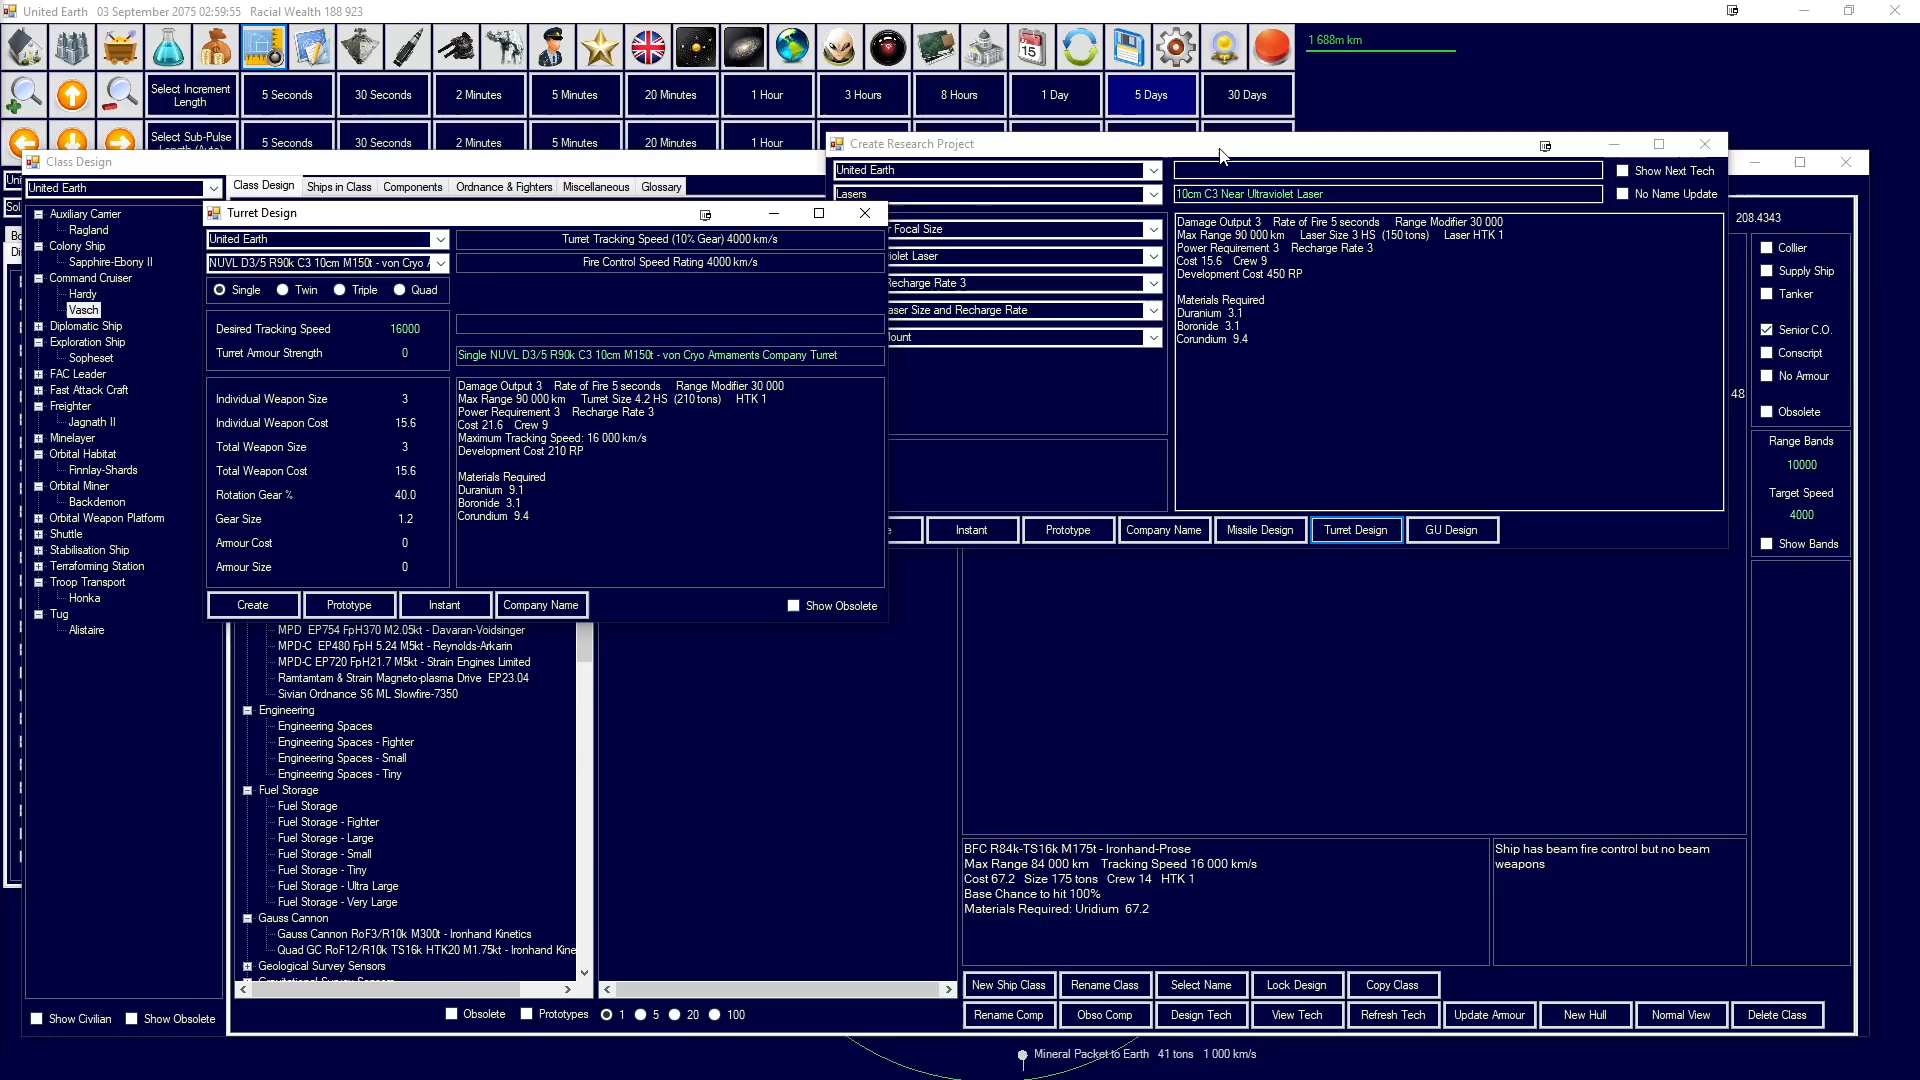 United Earth   03 September 2075 02:59:55   Racial Wealth 188 923
1 688m km
Select Increment Length
5 Seconds
30 Seconds
2 Minutes
5 Minutes
20 Minutes
1 Hour
3 Hours
8 Hours
1 Day
5 Days
30 Days
Select Sub-Pulse
5 Seconds
30 Seconds
2 Minutes
5 Minutes
20 Minutes
1 Hour
Class Design
United Earth
Class Design
Ships in Class
Components
Ordnance & Fighters
Miscellaneous
Glossary
Auxiliary Carrier
Ragland
Colony Ship
Sapphire-Ebony II
Command Cruiser
Hardy
Vasch
Diplomatic Ship
Exploration Ship
Sopheset
FAC Leader
Fast Attack Craft
Freighter
Jagnath II
Minelayer
Orbital Habitat
Finnlay-Shards
Orbital Miner
Backdemon
Orbital Weapon Platform
Shuttle
Stabilisation Ship
Terraforming Station
Troop Transport
Honka
Tug
Alistaire
Show Civilian
Show Obsolete
Turret Design
United Earth
NUVL D3/5 R90k C3 10cm M150t - von Cryo
Single
Twin
Triple
Quad
Desired Tracking Speed   16000
Turret Armour Strength   0
Individual Weapon Size   3
Individual Weapon Cost   15.6
Total Weapon Size   3
Total Weapon Cost   15.6
Rotation Gear %   40.0
Gear Size   1.2
Armour Cost   0
Armour Size   0
Turret Tracking Speed (10% Gear) 4000 km/s
Fire Control Speed Rating 4000 km/s
Single NUVL D3/5 R90k C3 10cm M150t - von Cryo Armaments Company Turret
Damage Output 3    Rate of Fire 5 seconds    Range Modifier 30 000
Max Range 90 000 km    Turret Size 4.2 HS  (210 tons)    HTK 1
Power Requirement 3    Recharge Rate 3
Cost 21.6   Crew 9
Maximum Tracking Speed: 16 000 km/s
Development Cost 210 RP
Materials Required
Duranium  9.1
Boronide  3.1
Corundium  9.4
Create
Prototype
Instant
Company Name
Show Obsolete
Create Research Project
United Earth
Lasers
Focal Size
violet Laser
Recharge Rate 3
aser Size and Recharge Rate
ount
Show Next Tech
10cm C3 Near Ultraviolet Laser
No Name Update
Damage Output 3    Rate of Fire 5 seconds    Range Modifier 30 000
Max Range 90 000 km    Laser Size 3 HS  (150 tons)    Laser HTK 1
Power Requirement 3    Recharge Rate 3
Cost 15.6   Crew 9
Development Cost 450 RP
Materials Required
Duranium  3.1
Boronide  3.1
Corundium  9.4
Instant
Prototype
Company Name
Missile Design
Turret Design
GU Design
208.4343
48
Collier
Supply Ship
Tanker
Senior C.O.
Conscript
No Armour
Obsolete
Range Bands
10000
Target Speed
4000
Show Bands
MPD  EP754 FpH370 M2.05kt - Davaran-Voidsinger
MPD-C  EP480 FpH 5.24 M5kt - Reynolds-Arkarin
MPD-C EP720 FpH21.7 M5kt - Strain Engines Limited
Ramtamtam & Strain Magneto-plasma Drive  EP23.04
Sivian Ordnance S6 ML Slowfire-7350
Engineering
Engineering Spaces
Engineering Spaces - Fighter
Engineering Spaces - Small
Engineering Spaces - Tiny
Fuel Storage
Fuel Storage
Fuel Storage - Fighter
Fuel Storage - Large
Fuel Storage - Small
Fuel Storage - Tiny
Fuel Storage - Ultra Large
Fuel Storage - Very Large
Gauss Cannon
Gauss Cannon RoF3/R10k M300t - Ironhand Kinetics
Quad GC RoF12/R10k TS16k HTK20 M1.75kt - Ironhand Kine
Geological Survey Sensors
Obsolete
Prototypes
1
5
20
100
BFC R84k-TS16k M175t - Ironhand-Prose
Max Range 84 000 km    Tracking Speed 16 000 km/s
Cost 67.2   Size 175 tons   Crew 14   HTK 1
Base Chance to hit 100%
Materials Required: Uridium  67.2
Ship has beam fire control but no beam
weapons
New Ship Class
Rename Class
Select Name
Lock Design
Copy Class
Rename Comp
Obso Comp
Design Tech
View Tech
Refresh Tech
Update Armour
New Hull
Normal View
Delete Class
Mineral Packet to Earth   41 tons   1 000 km/s